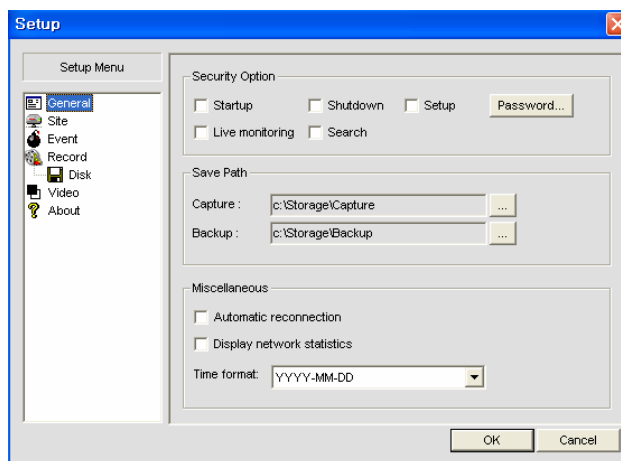 Setup
Setup Menu
General
Site
Event
Record
Disk
Video
About
Security Option
Startup
Shutdown
Setup
Password...
Live monitoring
Search
Save Path
Capture :
c:\Storage\Capture
...
Backup :
c:\Storage\Backup
...
Miscellaneous
Automatic reconnection
Display network statistics
Time format:
YYYY-MM-DD
OK
Cancel